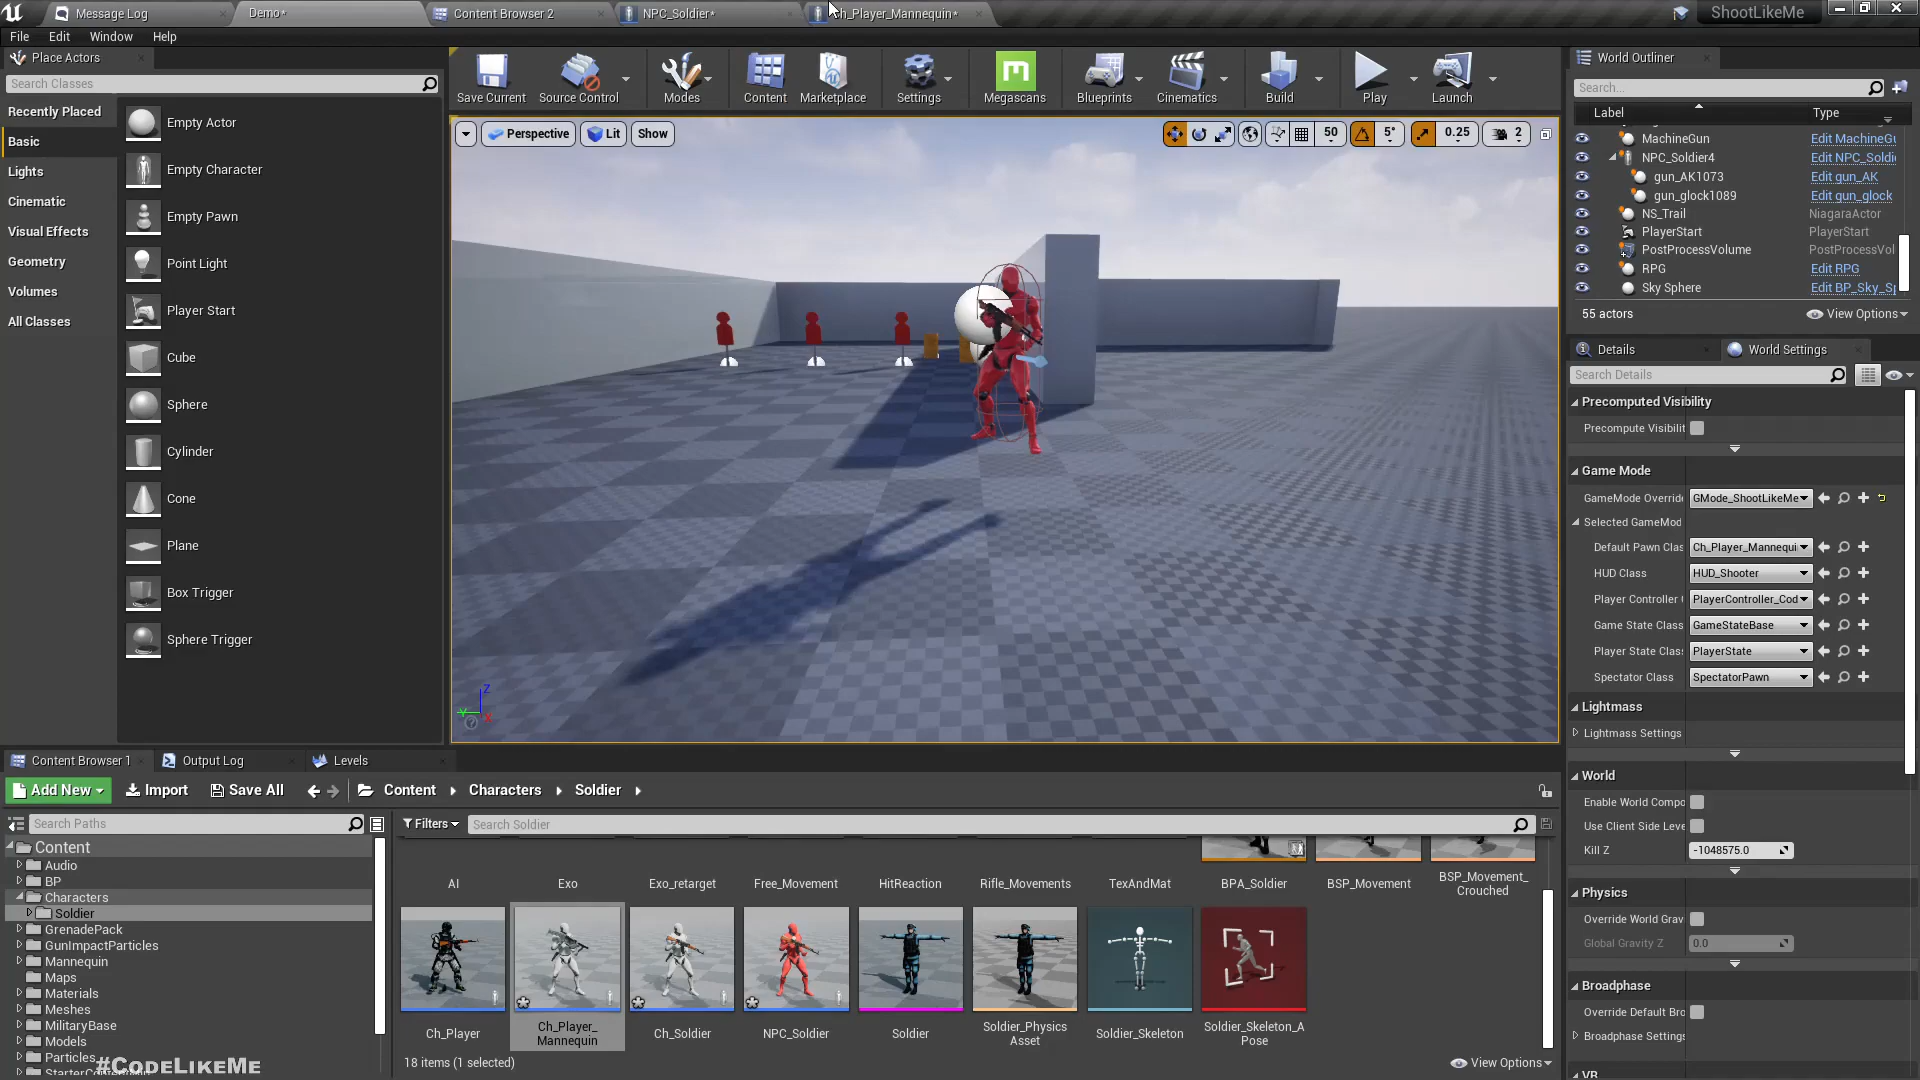 Message Log
Demo*
Content Browser 2
NPC_Soldier*
Ch_Player_Mannequin*
ShootLikeMe
File Edit Window Help
Place Actors
Search Classes
Recently Placed
Basic
Lights
Cinematic
Visual Effects
Geometry
Volumes
All Classes
Empty Actor
Empty Character
Empty Pawn
Point Light
Player Start
Cube
Sphere
Cylinder
Cone
Plane
Box Trigger
Sphere Trigger
Save Current
Source Control
Modes
Content
Marketplace
Settings
Megascans
Blueprints
Cinematics
Build
Play
Launch
Perspective
Lit
Show
50
5°
0.25
2
World Outliner
Search...
Label Type
MachineGun Edit MachineGu
NPC_Soldier4 Edit NPC_Soldi
gun_AK1073 Edit gun_AK
gun_glock1089 Edit gun_glock
NS_Trail NiagaraActor
PlayerStart PlayerStart
PostProcessVolume PostProcessVol
RPG Edit RPG
Sky Sphere Edit BP_Sky_Sp
55 actors
View Options
Details
World Settings
Search Details
Precomputed Visibility
Precompute Visibilit
Game Mode
GameMode Override GMode_ShootLikeMe
Selected GameMod
Default Pawn Clas Ch_Player_Mannequi
HUD Class HUD_Shooter
Player Controller PlayerController_Cod
Game State Class GameStateBase
Player State Clas PlayerState
Spectator Class SpectatorPawn
Lightmass
Lightmass Settings
World
Enable World Compo
Use Client Side Leve
Kill Z -1048575.0
Physics
Override World Grav
Global Gravity Z 0.0
Broadphase
Override Default Bro
Broadphase Settings
VR
Z
Y
X
Content Browser 1
Output Log
Levels
Add New
Import
Save All
Content
Characters
Soldier
Search Paths
Filters
Search Soldier
Content
Audio
BP
Characters
Soldier
GrenadePack
GunImpactParticles
Mannequin
Maps
Materials
Meshes
MilitaryBase
Models
Particles
#CODELIKEME
AI
Exo
Exo_retarget
Free_Movement
HitReaction
Rifle_Movements
TexAndMat
BPA_Soldier
BSP_Movement
BSP_Movement_
Crouched
Ch_Player
Ch_Player_
Mannequin
Ch_Soldier
NPC_Soldier
Soldier
Soldier_Physics
Asset
Soldier_Skeleton
Soldier_Skeleton_A
Pose
18 items (1 selected)
View Options